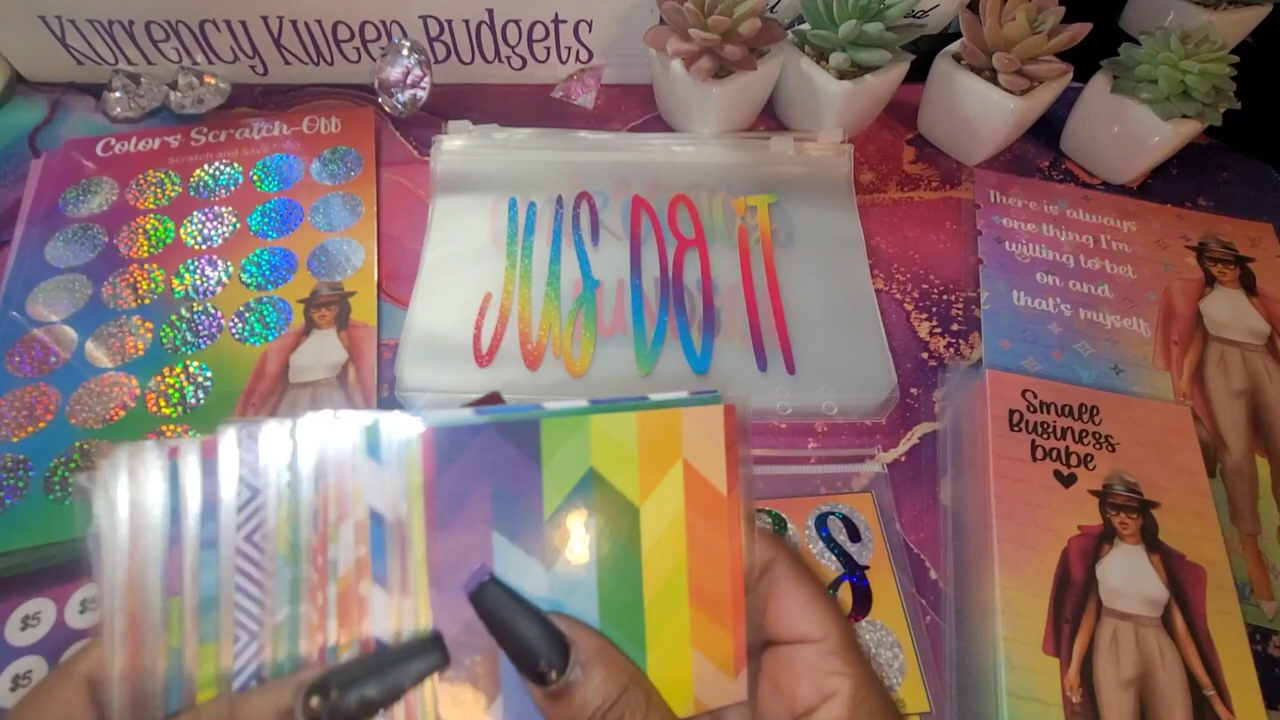 Kurrency Kween Budgets
Colors Scratch-Off
Scratch and Save
JUS DO iT
There is always
one thing I'm
willing to bet
on and
that's myself
Small
Business
babe
$5
$5
$5
S